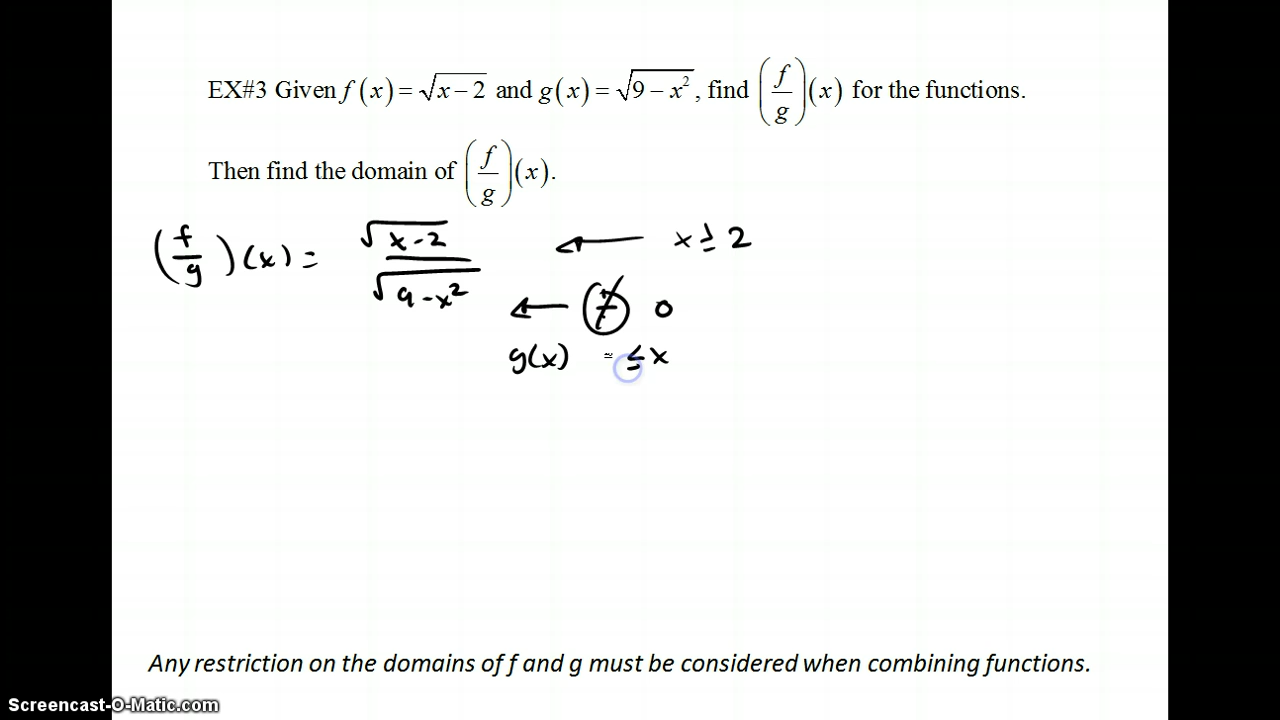 EX#3 Given f(x) = √(x − 2) and g(x) = √(9 − x²), find (f/g)(x) for the functions.
Then find the domain of (f/g)(x).
(f/g)(x) = √(x-2) / √(9-x²) ← x ≥ 2
← ≠ 0
g(x) = ≤ x
Any restriction on the domains of f and g must be considered when combining functions.
Screencast-O-Matic.com